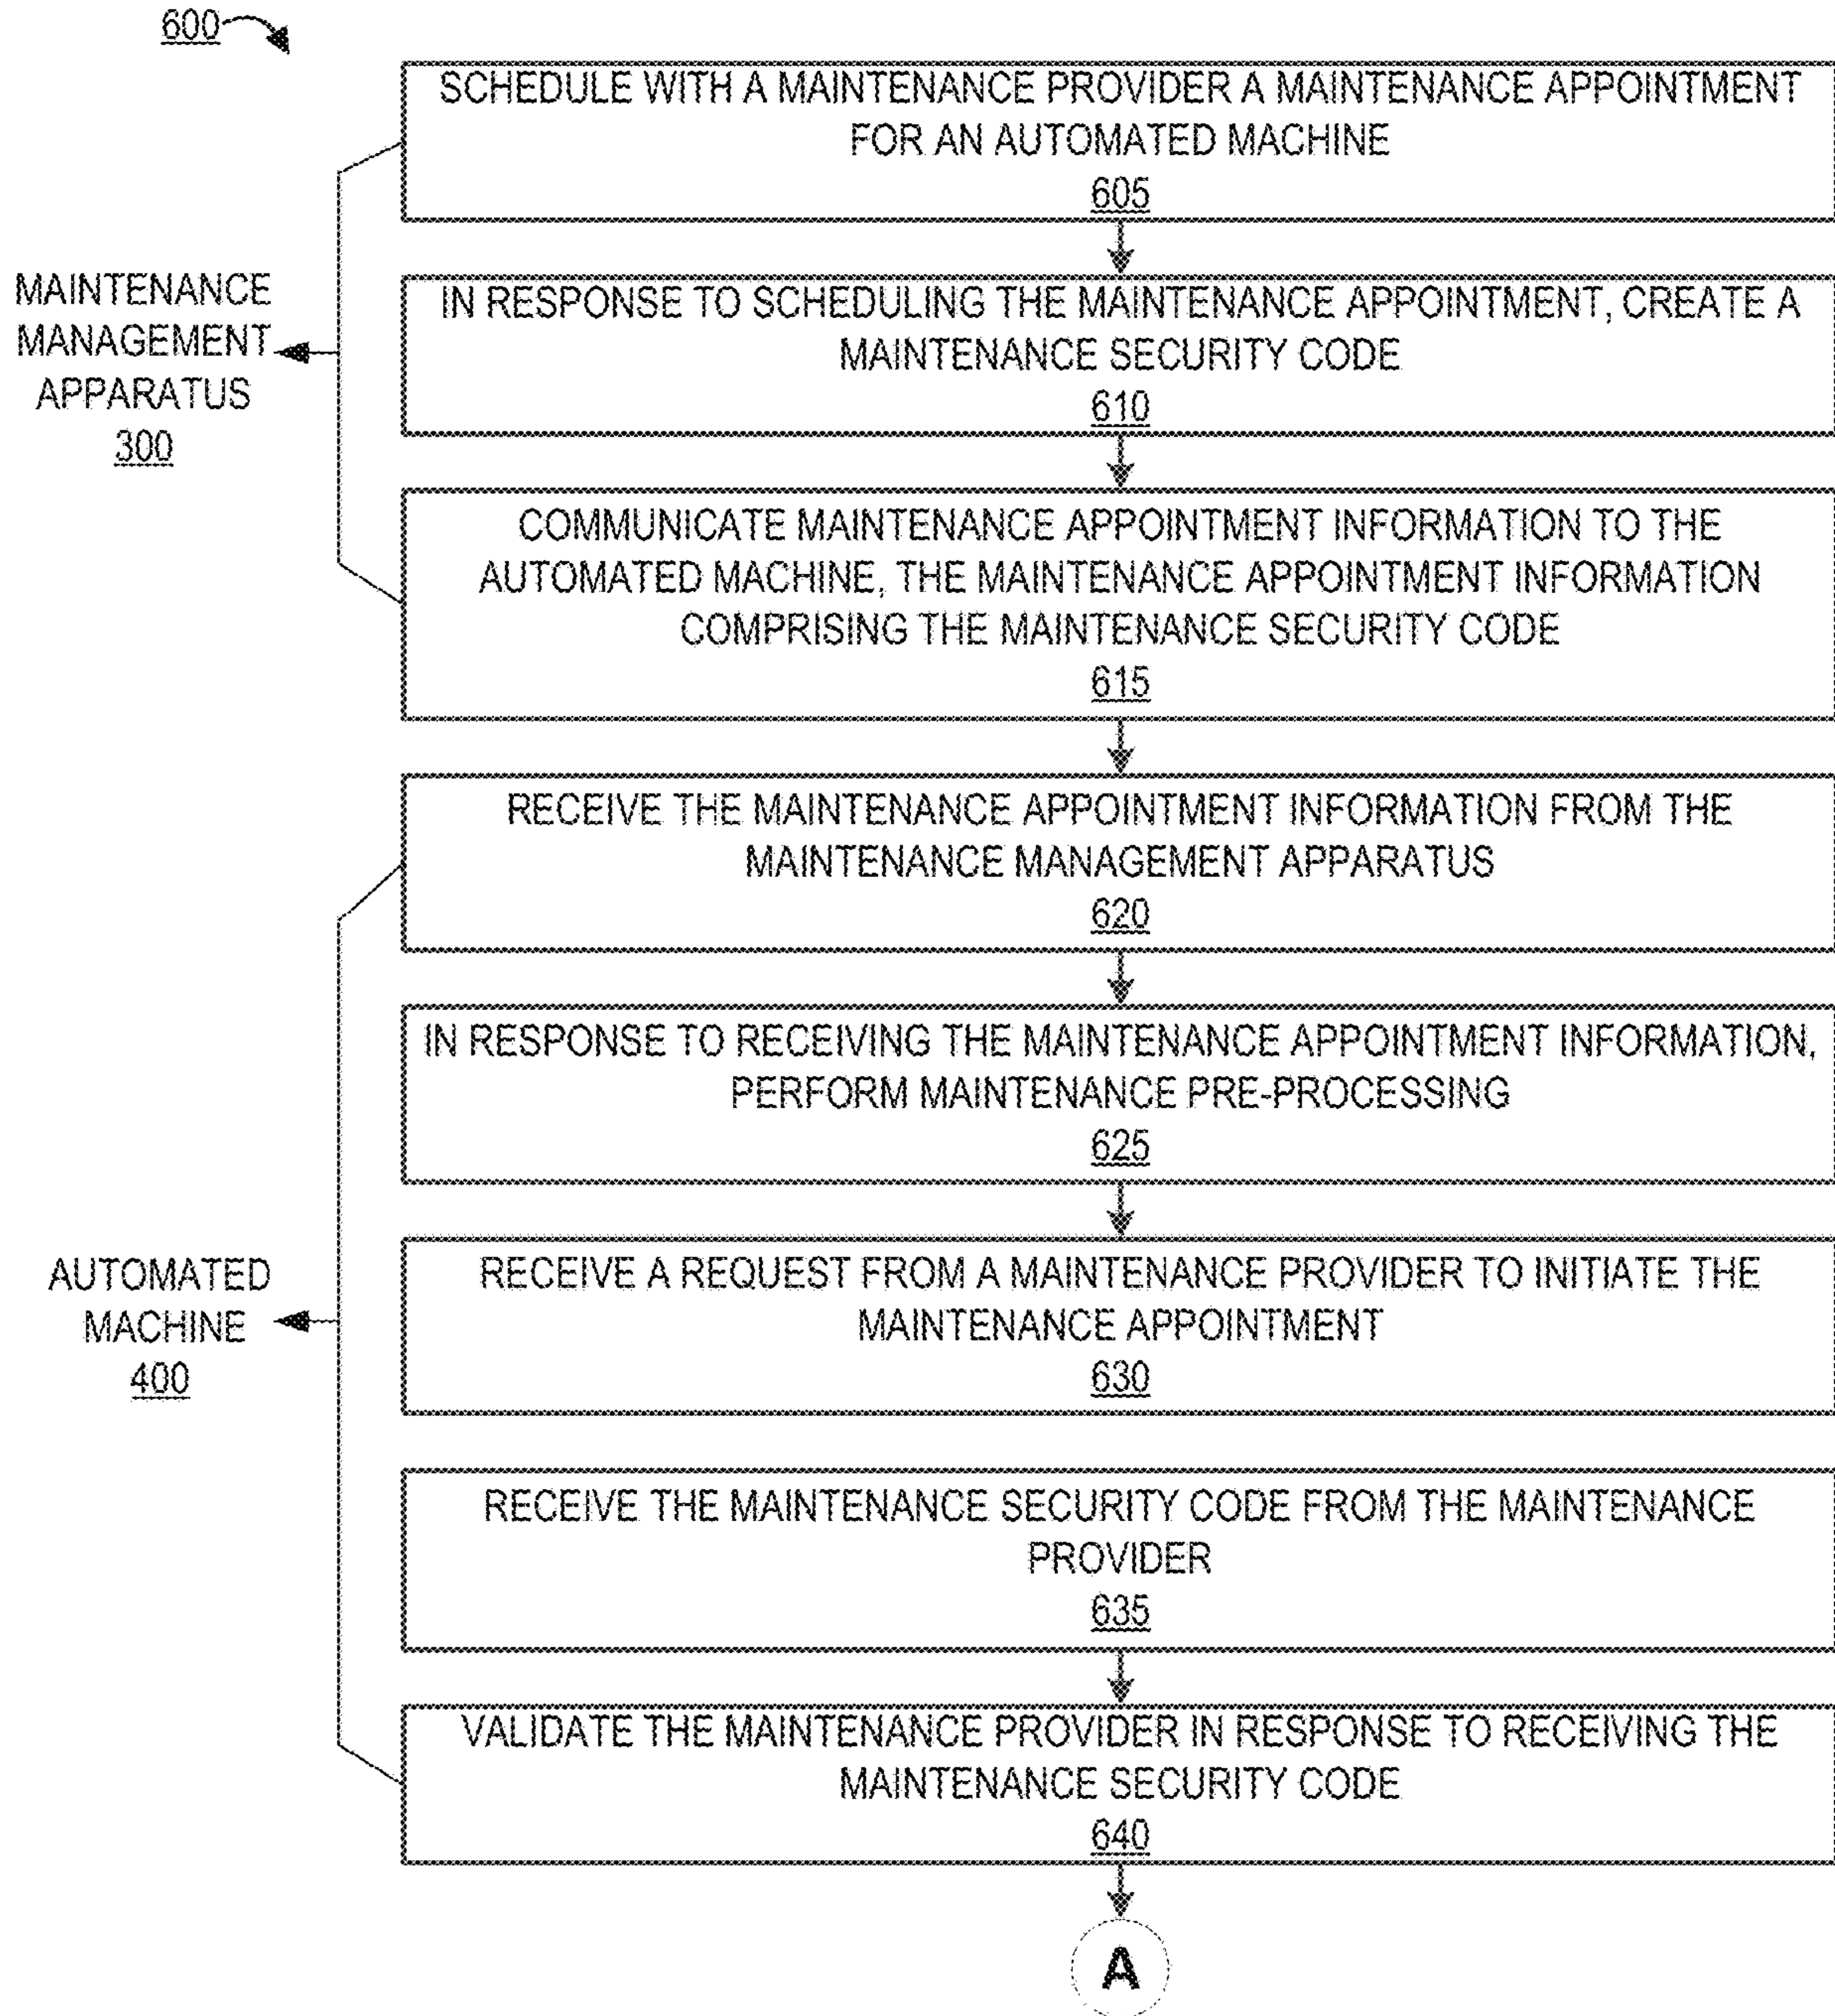 600
SCHEDULE WITH A MAINTENANCE PROVIDER A MAINTENANCE APPOINTMENT
FOR AN AUTOMATED MACHINE
605
IN RESPONSE TO SCHEDULING THE MAINTENANCE APPOINTMENT, CREATE A
MAINTENANCE SECURITY CODE
610
COMMUNICATE MAINTENANCE APPOINTMENT INFORMATION TO THE
AUTOMATED MACHINE, THE MAINTENANCE APPOINTMENT INFORMATION
COMPRISING THE MAINTENANCE SECURITY CODE
615
MAINTENANCE
MANAGEMENT
APPARATUS
300
RECEIVE THE MAINTENANCE APPOINTMENT INFORMATION FROM THE
MAINTENANCE MANAGEMENT APPARATUS
620
IN RESPONSE TO RECEIVING THE MAINTENANCE APPOINTMENT INFORMATION,
PERFORM MAINTENANCE PRE-PROCESSING
625
RECEIVE A REQUEST FROM A MAINTENANCE PROVIDER TO INITIATE THE
MAINTENANCE APPOINTMENT
630
RECEIVE THE MAINTENANCE SECURITY CODE FROM THE MAINTENANCE
PROVIDER
635
VALIDATE THE MAINTENANCE PROVIDER IN RESPONSE TO RECEIVING THE
MAINTENANCE SECURITY CODE
640
AUTOMATED
MACHINE
400
A